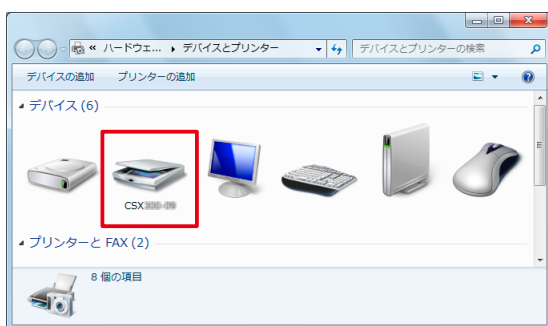 « ハードウェ... ▸ デバイスとプリンター デバイスとプリンターの検索
デバイスの追加 プリンターの追加
デバイス (6)
CSX
プリンターと FAX (2)
8 個の項目